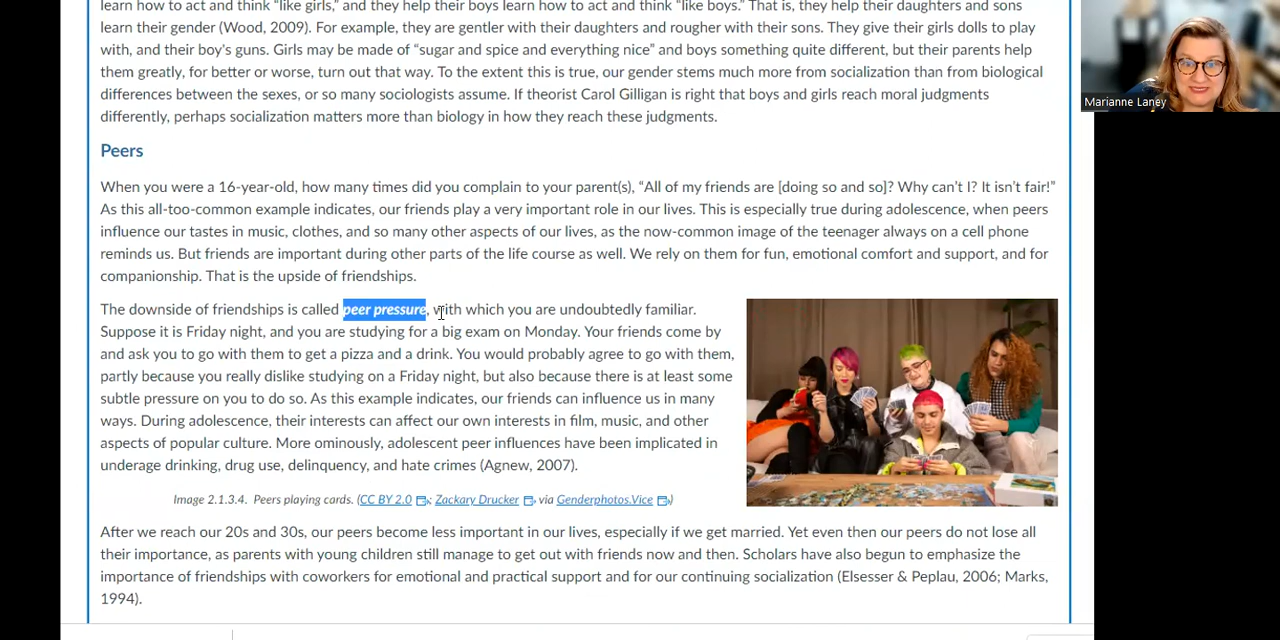 learn how to act and think “like girls,” and they help their boys learn how to act and think “like boys.” That is, they help their daughters and sons
learn their gender (Wood, 2009). For example, they are gentler with their daughters and rougher with their sons. They give their girls dolls to play
with, and their boy’s guns. Girls may be made of “sugar and spice and everything nice” and boys something quite different, but their parents help
them greatly, for better or worse, turn out that way. To the extent this is true, our gender stems much more from socialization than from biological
differences between the sexes, or so many sociologists assume. If theorist Carol Gilligan is right that boys and girls reach moral judgments
differently, perhaps socialization matters more than biology in how they reach these judgments.
Marianne Laney
Peers
When you were a 16-year-old, how many times did you complain to your parent(s), “All of my friends are [doing so and so]? Why can’t I? It isn’t fair!”
As this all-too-common example indicates, our friends play a very important role in our lives. This is especially true during adolescence, when peers
influence our tastes in music, clothes, and so many other aspects of our lives, as the now-common image of the teenager always on a cell phone
reminds us. But friends are important during other parts of the life course as well. We rely on them for fun, emotional comfort and support, and for
companionship. That is the upside of friendships.
The downside of friendships is called peer pressure, with which you are undoubtedly familiar.
Suppose it is Friday night, and you are studying for a big exam on Monday. Your friends come by
and ask you to go with them to get a pizza and a drink. You would probably agree to go with them,
partly because you really dislike studying on a Friday night, but also because there is at least some
subtle pressure on you to do so. As this example indicates, our friends can influence us in many
ways. During adolescence, their interests can affect our own interests in film, music, and other
aspects of popular culture. More ominously, adolescent peer influences have been implicated in
underage drinking, drug use, delinquency, and hate crimes (Agnew, 2007).
Image 2.1.3.4. Peers playing cards. (CC BY 2.0; Zackary Drucker, via Genderphotos.Vice)
After we reach our 20s and 30s, our peers become less important in our lives, especially if we get married. Yet even then our peers do not lose all
their importance, as parents with young children still manage to get out with friends now and then. Scholars have also begun to emphasize the
importance of friendships with coworkers for emotional and practical support and for our continuing socialization (Elsesser & Peplau, 2006; Marks,
1994).